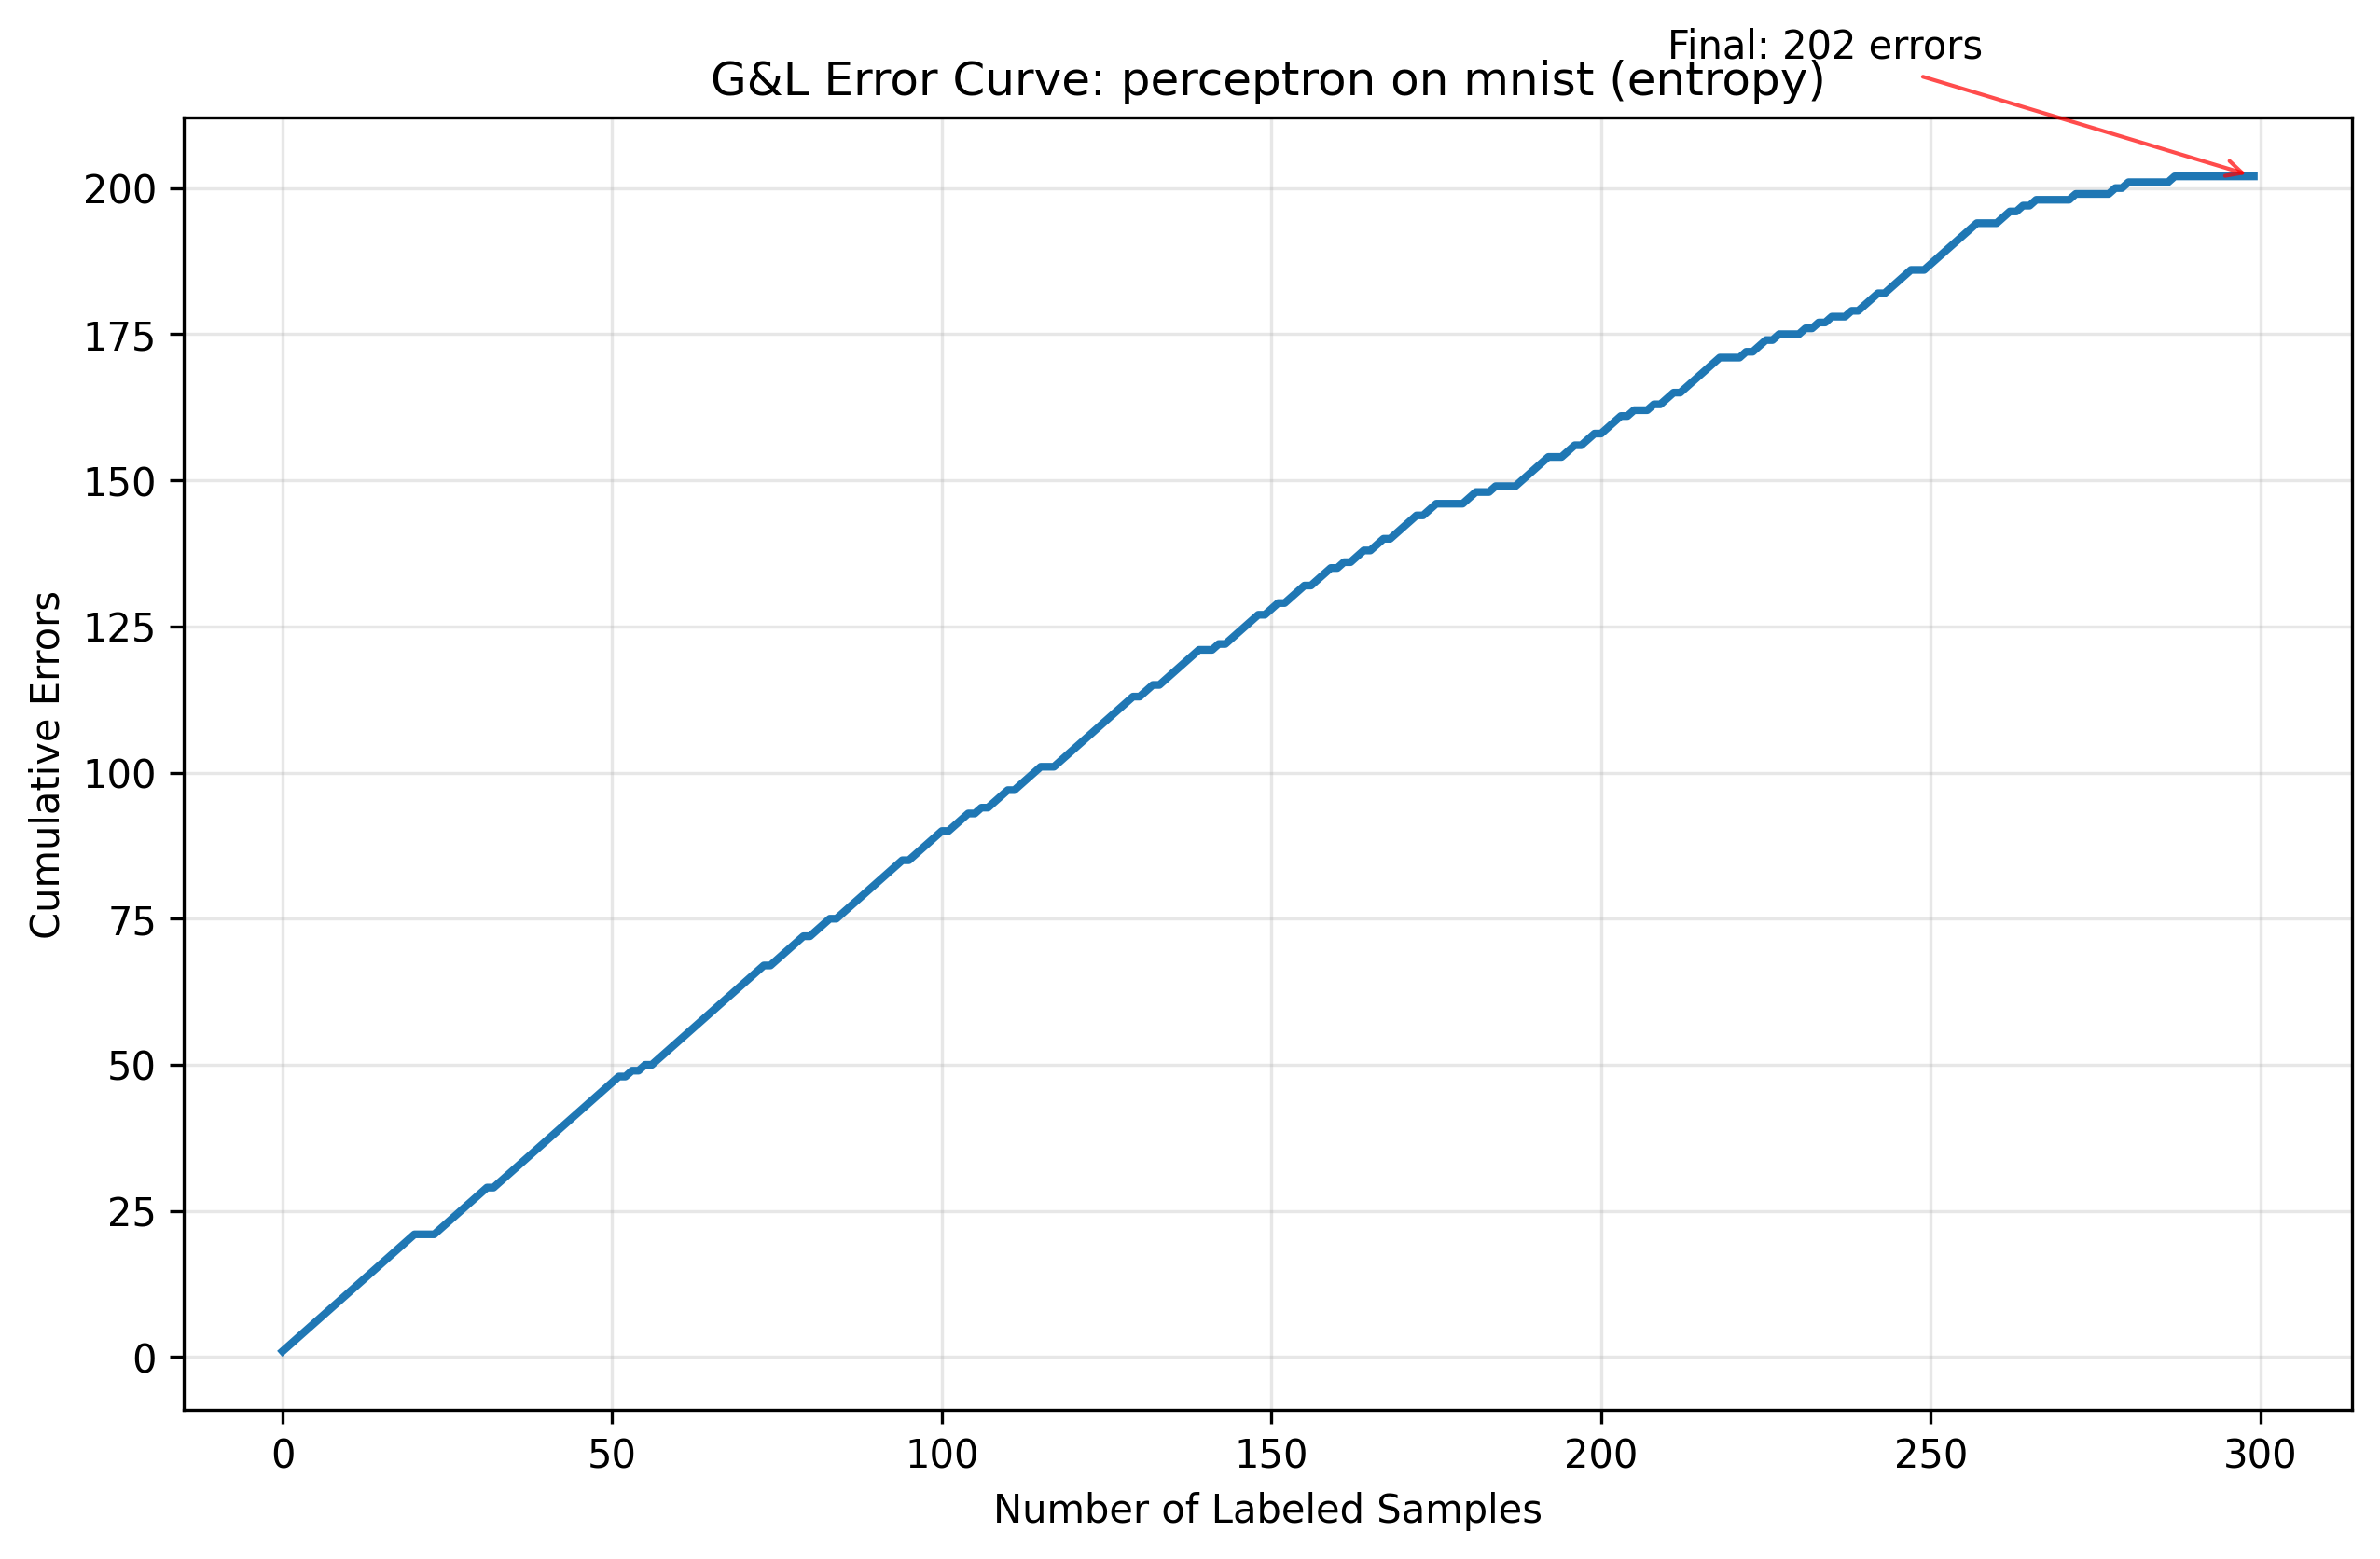 Final: 202 errors
G&L Error Curve: perceptron on mnist (entropy)
200
175
150
125
100
75
50
25
0
Cumulative Errors
0 50 100 150 200 250 300
Number of Labeled Samples